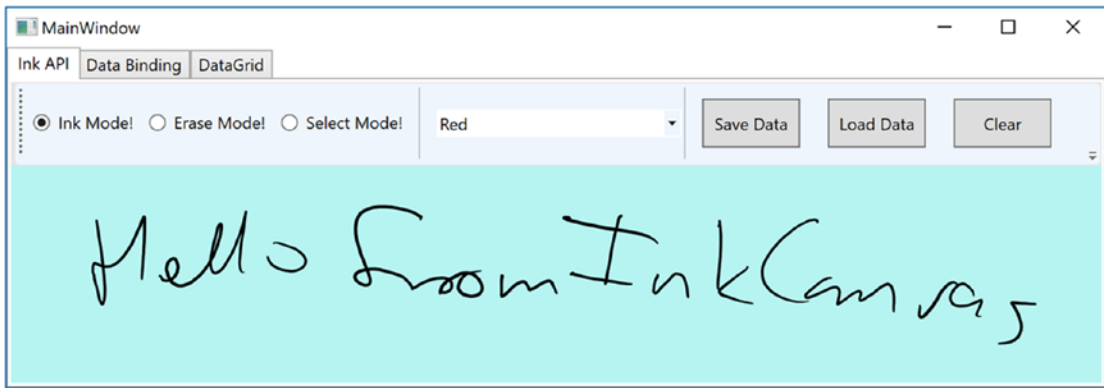 MainWindow
Ink API Data Binding DataGrid
Ink Mode! Erase Mode! Select Mode! Red Save Data Load Data Clear
Hello from InkCanvas